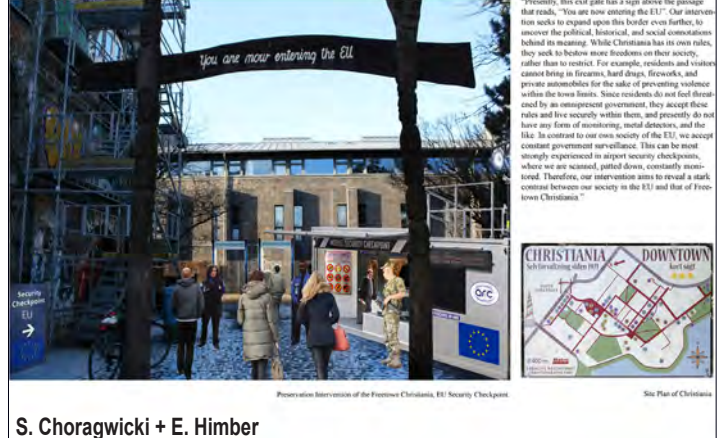 "Presently, this exit gate has a sign above the passage
that reads, "You are now entering the EU". Our interven-
tion seeks to expand upon this border even further, to
uncover the political, historical, and social connotations
behind its meaning. While Christiania has its own rules,
they seek to bestow more freedoms on their society,
rather than to restrict. For example, residents and visitors
cannot bring in firearms, hard drugs, fireworks, and
private automobiles for the sake of preventing violence
within the town limits. Since residents do not feel threat-
ened by an omnipresent government, they accept these
rules and live securely within them, and presently do not
have any form of monitoring, metal detectors, and the
like. In contrast to our own society of the EU, we accept
constant government surveillance. This can be most
strongly experienced in airport security checkpoints,
where we are scanned, patted down, constantly moni-
tored. Therefore, our intervention aims to reveal a stark
contrast between our society in the EU and that of Free-
town Christiania."
You are now entering the EU
SECURITY CHECKPOINT
Security
Checkpoint
EU
arc
CHRISTIANIA DOWNTOWN
Selvforvaltning siden 1971
kort sagt
Preservation Intervention of the Freetown Christiania, EU Security Checkpoint
Site Plan of Christiania
S. Choragwicki + E. Himber